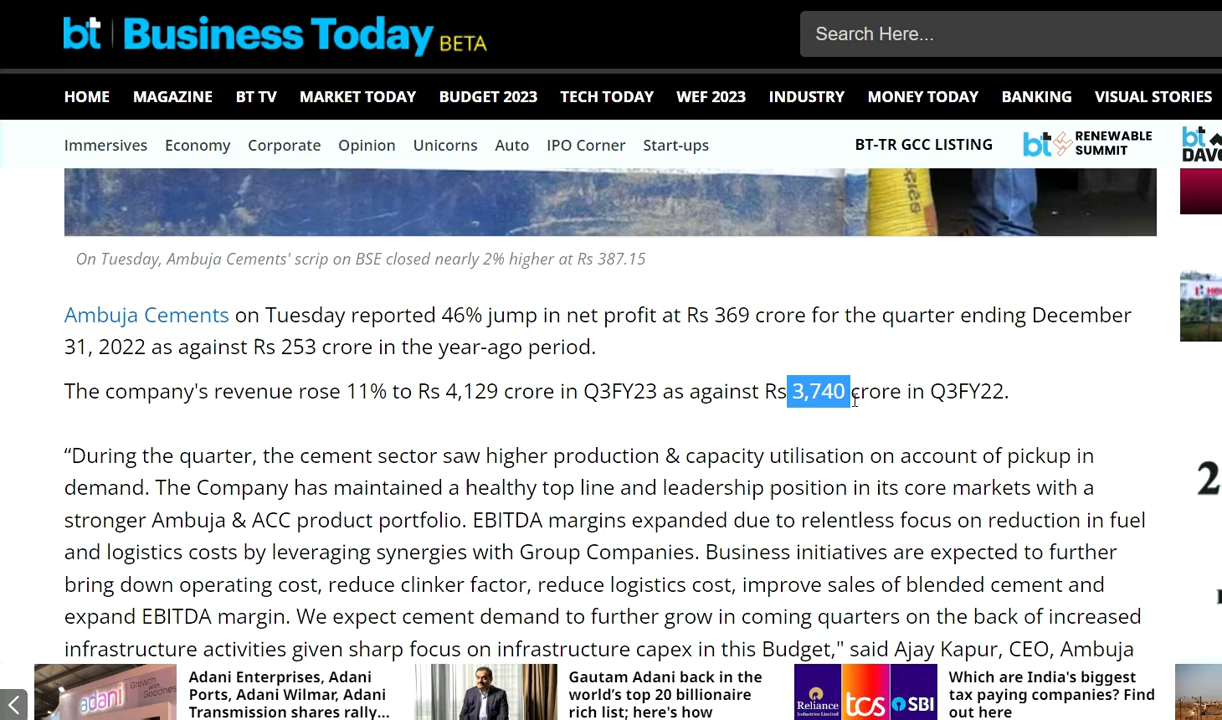 bt Business Today BETA
Search Here...
HOME MAGAZINE BT TV MARKET TODAY BUDGET 2023 TECH TODAY WEF 2023 INDUSTRY MONEY TODAY BANKING VISUAL STORIES
Immersives Economy Corporate Opinion Unicorns Auto IPO Corner Start-ups BT-TR GCC LISTING bt RENEWABLE SUMMIT bt
On Tuesday, Ambuja Cements' scrip on BSE closed nearly 2% higher at Rs 387.15
Ambuja Cements on Tuesday reported 46% jump in net profit at Rs 369 crore for the quarter ending December
31, 2022 as against Rs 253 crore in the year-ago period.
The company's revenue rose 11% to Rs 4,129 crore in Q3FY23 as against Rs 3,740 crore in Q3FY22.
“During the quarter, the cement sector saw higher production & capacity utilisation on account of pickup in
demand. The Company has maintained a healthy top line and leadership position in its core markets with a
stronger Ambuja & ACC product portfolio. EBITDA margins expanded due to relentless focus on reduction in fuel
and logistics costs by leveraging synergies with Group Companies. Business initiatives are expected to further
bring down operating cost, reduce clinker factor, reduce logistics cost, improve sales of blended cement and
expand EBITDA margin. We expect cement demand to further grow in coming quarters on the back of increased
infrastructure activities given sharp focus on infrastructure capex in this Budget," said Ajay Kapur, CEO, Ambuja
adani Growth with Goodness
Adani Enterprises, Adani
Ports, Adani Wilmar, Adani
Transmission shares rally...
Gautam Adani back in the
world’s top 20 billionaire
rich list; here's how
Reliance Industries Limited tcs SBI
Which are India's biggest
tax paying companies? Find
out here
2